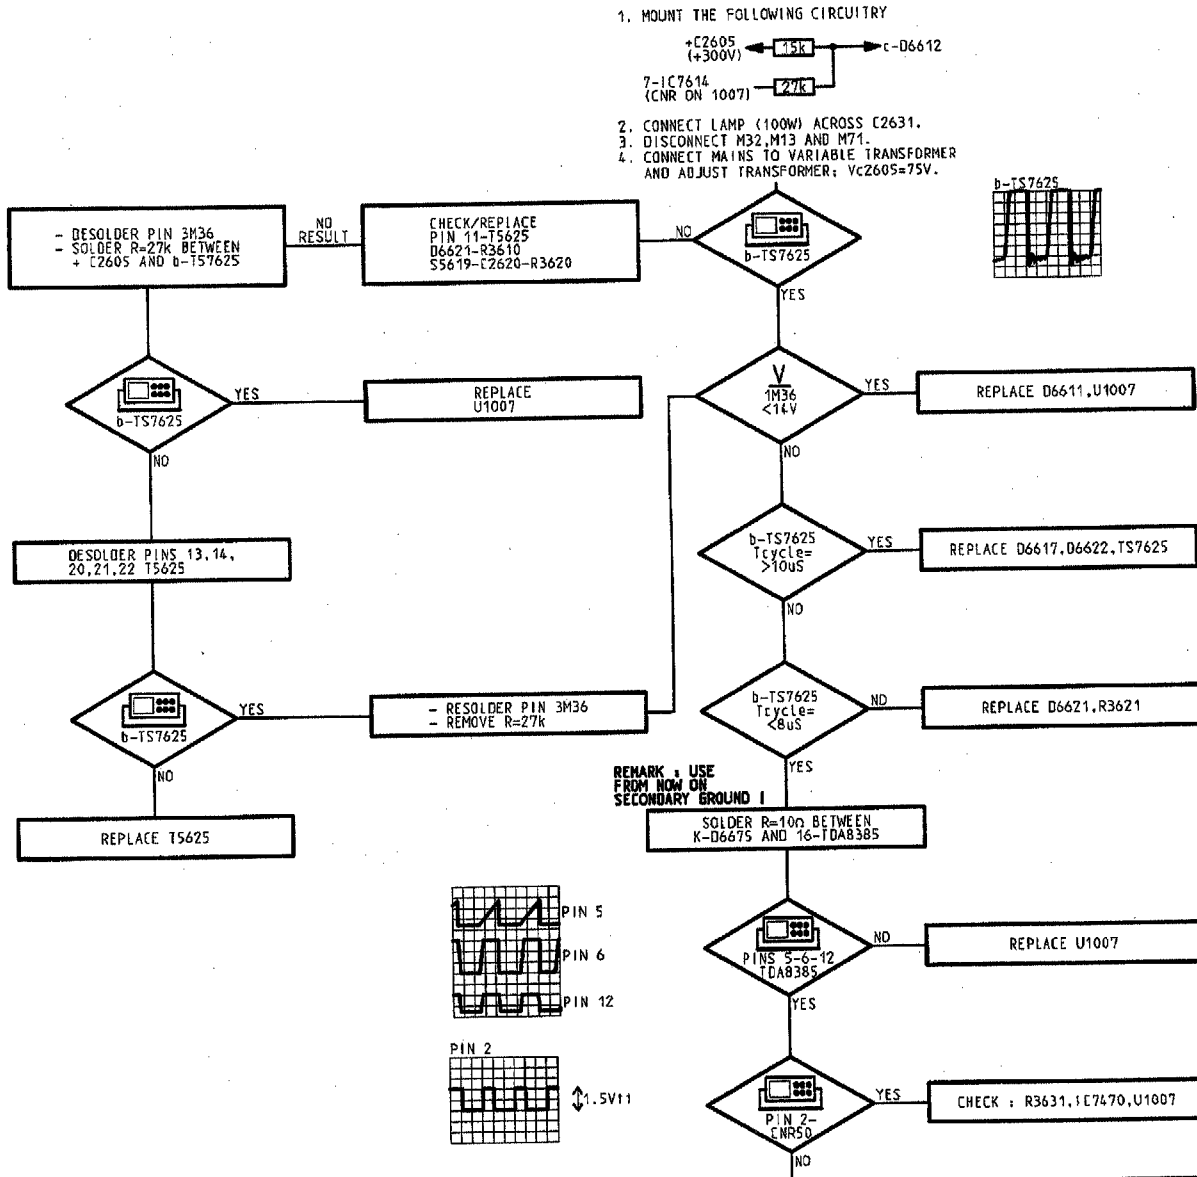 1. MOUNT THE FOLLOWING CIRCUITRY
+C2605
(+300V)
15k
c-D6612
7-IC7614
(CNR ON 1007)
27k
2. CONNECT LAMP (100W) ACROSS C2631.
3. DISCONNECT M32,M13 AND M71.
4. CONNECT MAINS TO VARIABLE TRANSFORMER
AND ADJUST TRANSFORMER; Vc2605=75V.
b-TS7625
- DESOLDER PIN 3M36
- SOLDER R=27k BETWEEN
+ C2605 AND b-TS7625
NO
RESULT
CHECK/REPLACE
PIN 11-T5625
D6621-R3610
S5619-C2620-R3620
NO
b-TS7625
YES
b-TS7625
YES
REPLACE
U1007
NO
V
1M36
<14V
YES
REPLACE D6611,U1007
NO
DESOLDER PINS 13,14,
20,21,22 T5625
b-TS7625
Tcycle=
>10uS
YES
REPLACE D6617,D6622,TS7625
NO
b-TS7625
YES
- RESOLDER PIN 3M36
- REMOVE R=27k
b-TS7625
Tcycle=
<8uS
NO
REPLACE D6621,R3621
YES
NO
REPLACE T5625
REMARK : USE
FROM NOW ON
SECONDARY GROUND !
SOLDER R=10Ω BETWEEN
K-D6675 AND 16-TDA8385
PIN 5
PIN 6
PIN 12
PINS 5-6-12
TDA8385
NO
REPLACE U1007
YES
PIN 2
1.5Vtt
PIN 2-
CNR50
YES
CHECK : R3631,IC7470,U1007
NO